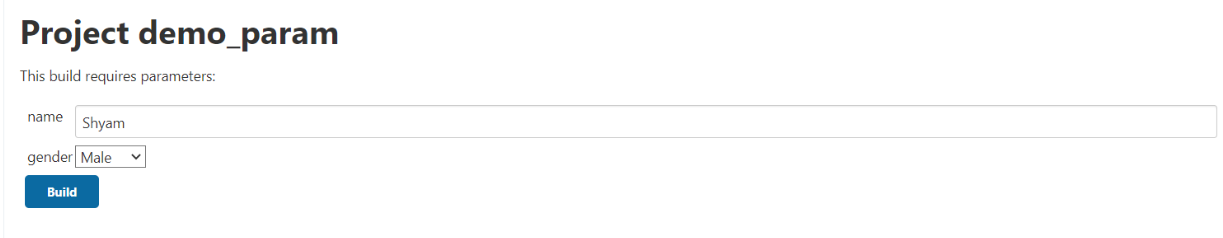 Project demo_param
This build requires parameters:
name Shyam
gender Male
Build